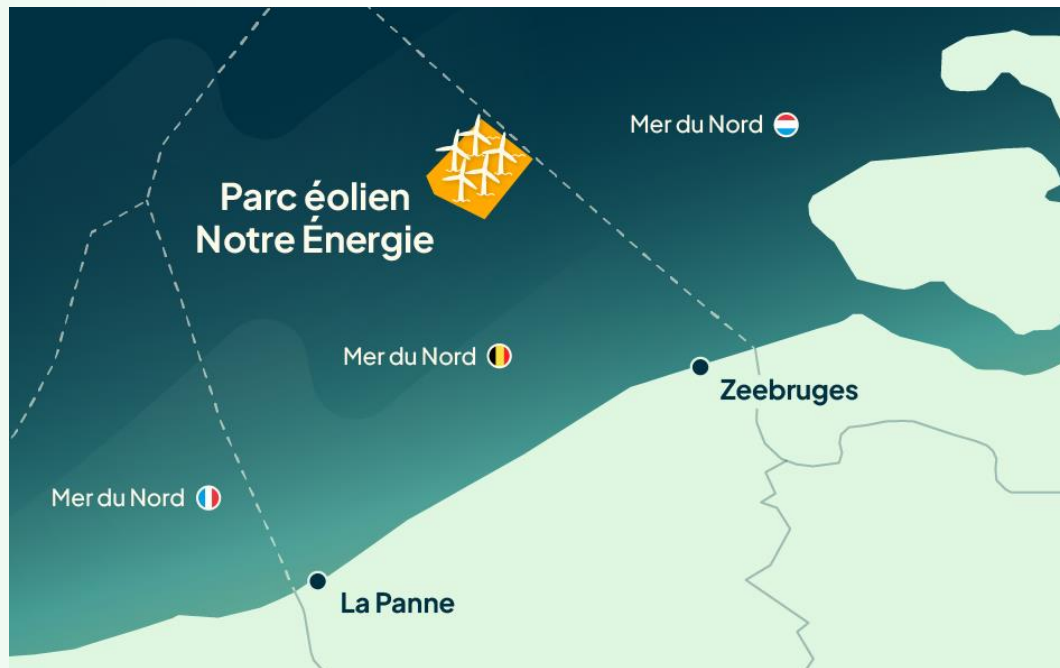 Mer du Nord
Parc éolien
Notre Énergie
Mer du Nord
Zeebruges
Mer du Nord
La Panne